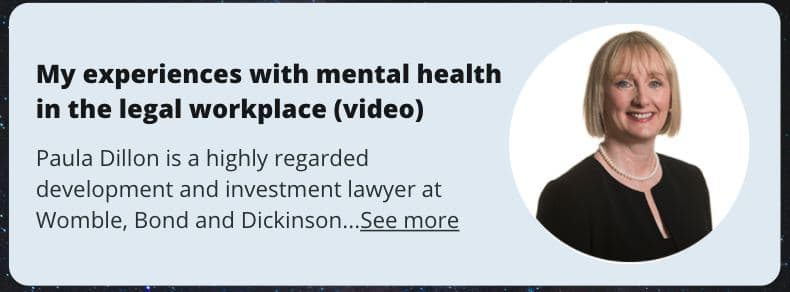 My experiences with mental health
in the legal workplace (video)
Paula Dillon is a highly regarded
development and investment lawyer at
Womble, Bond and Dickinson...See more